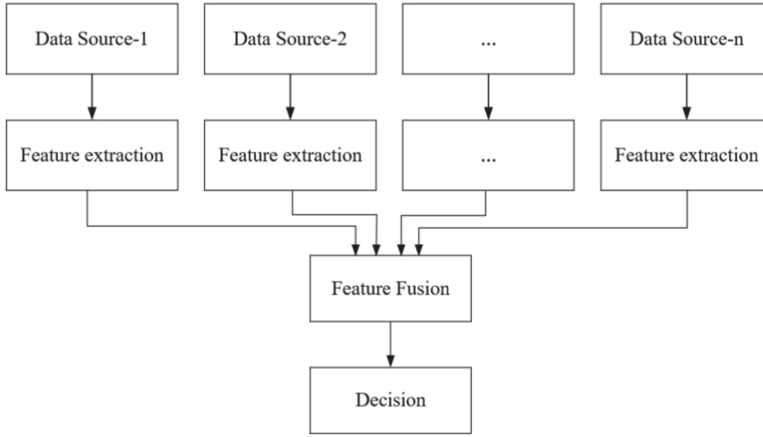 Data Source-1
Data Source-2
...
Data Source-n
Feature extraction
Feature extraction
...
Feature extraction
Feature Fusion
Decision